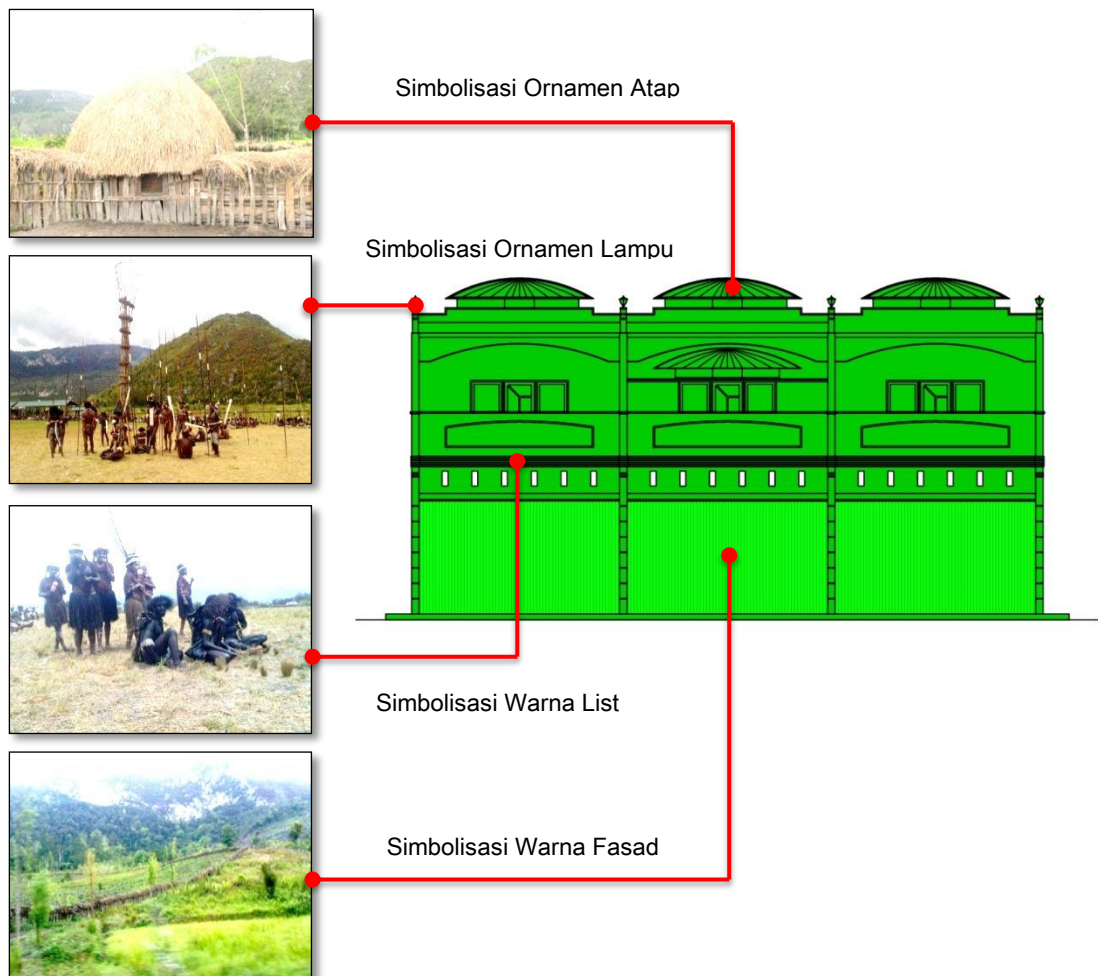 Simbolisasi Ornamen Atap
Simbolisasi Ornamen Lampu
Simbolisasi Warna List
Simbolisasi Warna Fasad